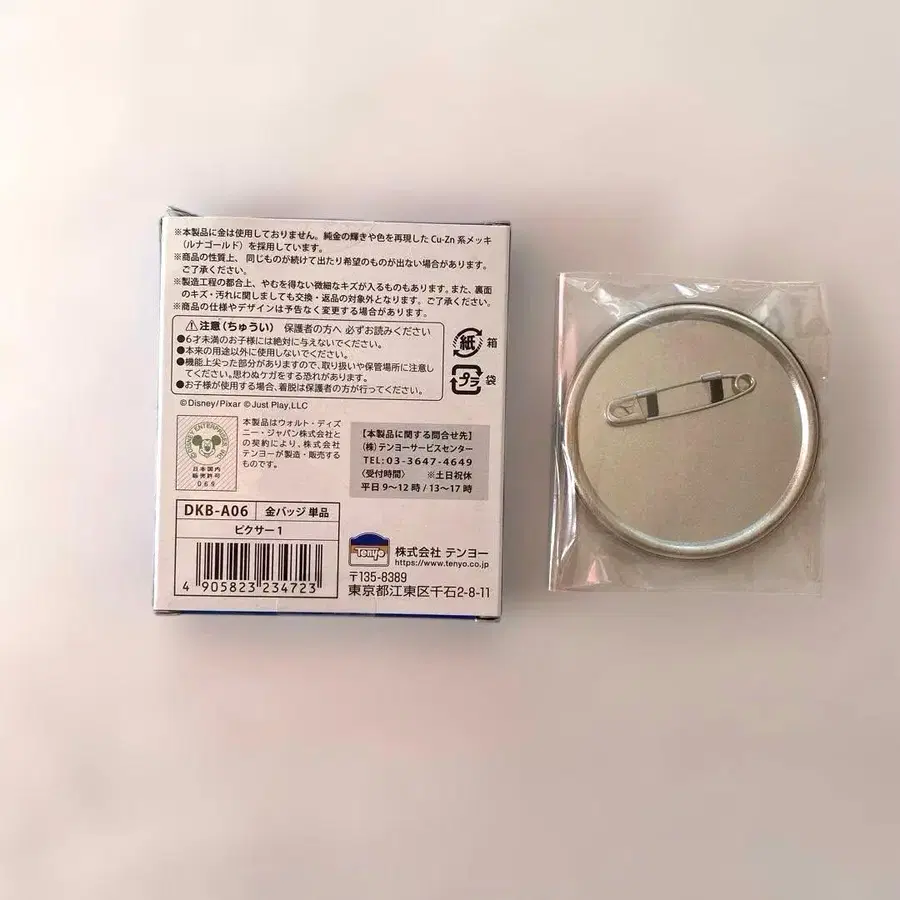 ※本製品に金は使用しておりません。純金の輝きや色を再現したCu-Zn系メッキ
（ルナゴールド）を採用しています。
※商品の性質上、同じものが続けて出たり希望のものが出ない場合があります。
ご了承ください。
※製造工程の都合上、やむを得ない微細なキズが入るものもあります。また、裏面
のキズ・汚れに関しましても交換・返品の対象外となります。ご了承ください。
※商品の仕様やデザインは予告なく変更する場合があります。
⚠注意（ちゅうい） 保護者の方へ 必ずお読みください
●6才未満のお子様には絶対に与えないでください。
●本来の用途以外に使用しないでください。
●機能上尖った部分がありますので、取り扱いや保管場所に注意し
てください。思わぬケガをする恐れがあります。
●お子様が使用する場合、着脱は保護者の方が行ってください。
紙 箱
プラ 袋
©Disney/Pixar ©Just Play,LLC
DISNEY ENTERPRISES, INC.
日本国内
販売許可
069
本製品はウォルト・ディズ
ニー・ジャパン株式会社と
の契約により、株式会社
テンヨーが製造・販売する
ものです。
【本製品に関する問合せ先】
（株）テンヨーサービスセンター
TEL:03-3647-4649
〈受付時間〉 ※土日祝休
平日 9〜12時/13〜17時
DKB-A06 金バッジ 単品
ピクサー1
4 905823 234723
Tenyo 株式会社 テンヨー
https://www.tenyo.co.jp
〒135-8389
東京都江東区千石2-8-11